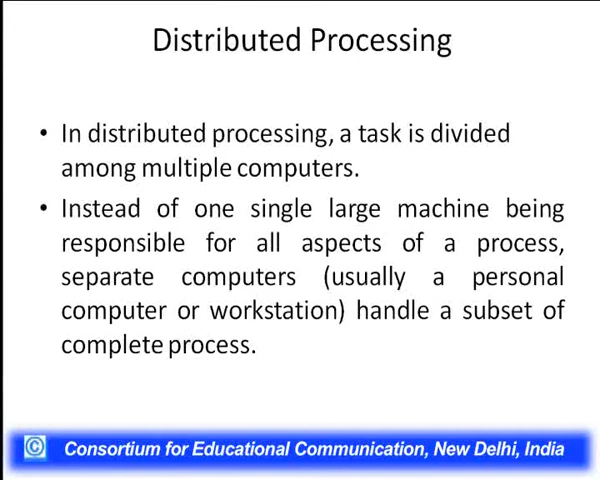 Distributed Processing
• In distributed processing, a task is divided
among multiple computers.
• Instead of one single large machine being
responsible for all aspects of a process,
separate computers (usually a personal
computer or workstation) handle a subset of
complete process.
© Consortium for Educational Communication, New Delhi, India